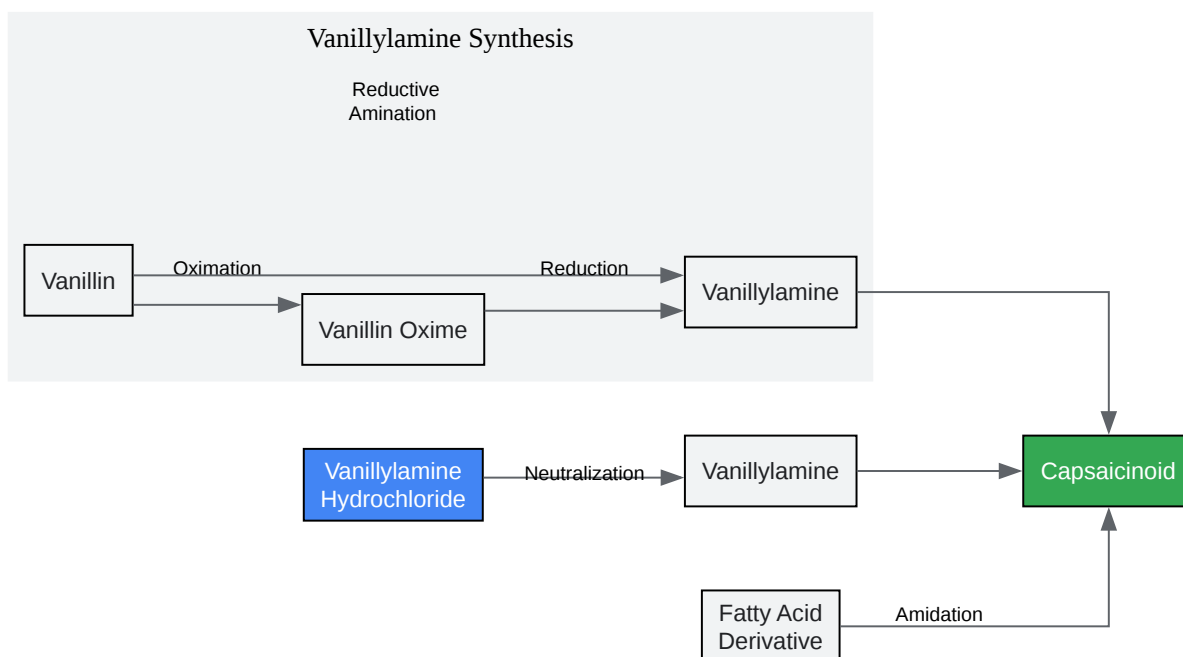 Vanillylamine Synthesis
Reductive
Amination
Oximation
Reduction
Vanillin
Vanillylamine
Vanillin Oxime
Vanillylamine
Hydrochloride
Neutralization
Vanillylamine
Capsaicinoid
Fatty Acid
Derivative
Amidation